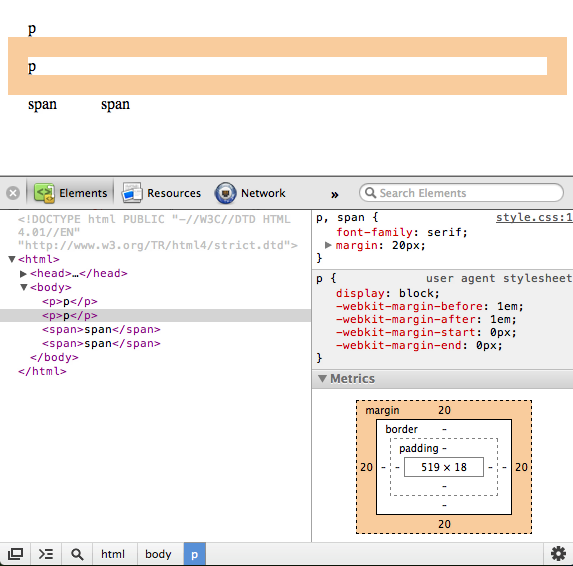 p
p
span span
Elements Resources Network » Search Elements
<!DOCTYPE html PUBLIC "-//W3C//DTD HTML
4.01//EN"
"http://www.w3.org/TR/html4/strict.dtd">
<html>
<head>…</head>
<body>
<p>p</p>
<p>p</p>
<span>span</span>
<span>span</span>
</body>
</html>
p, span { style.css:1
font-family: serif;
margin: 20px;
}
p { user agent stylesheet
display: block;
-webkit-margin-before: 1em;
-webkit-margin-after: 1em;
-webkit-margin-start: 0px;
-webkit-margin-end: 0px;
}
Metrics
margin 20
border -
padding -
20 - - 519 × 18 - - 20
-
-
20
html body p